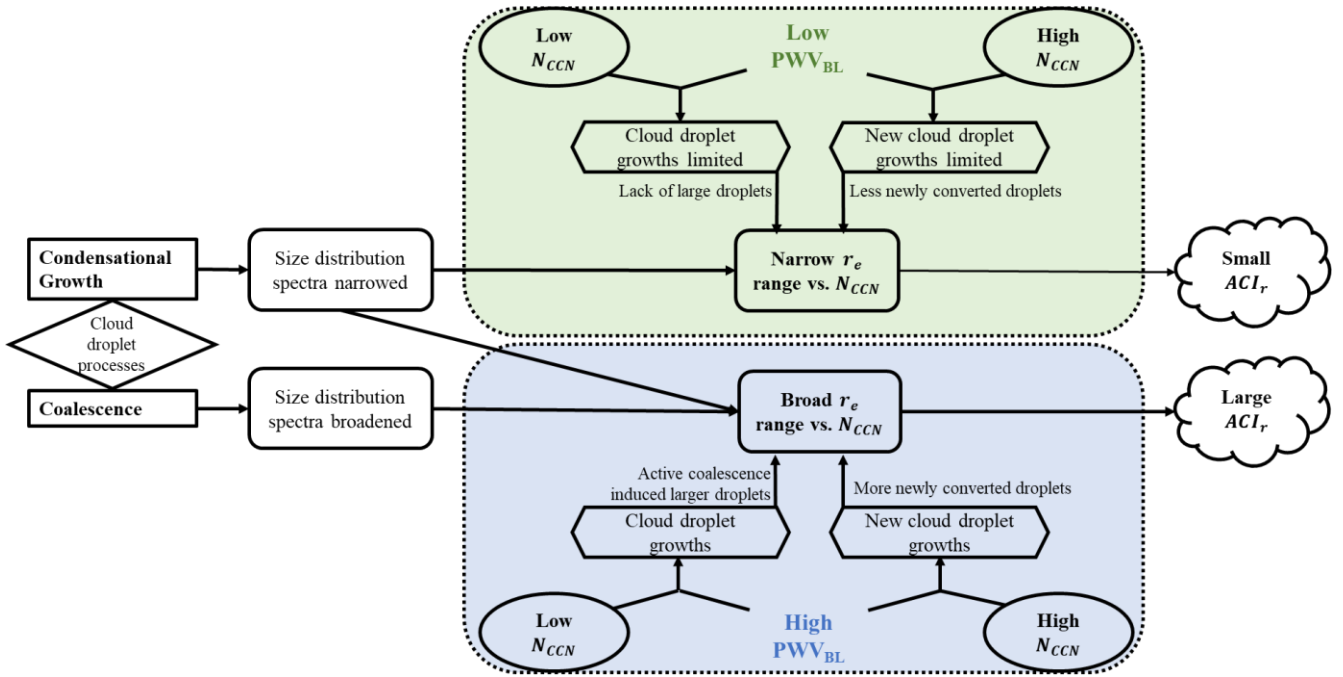 Low
N_CCN
Low
PWV_BL
High
N_CCN
Cloud droplet
growths limited
New cloud droplet
growths limited
Lack of large droplets
Less newly converted droplets
Condensational
Growth
Size distribution
spectra narrowed
Narrow r_e
range vs. N_CCN
Small
ACI_r
Cloud
droplet
processes
Coalescence
Size distribution
spectra broadened
Broad r_e
range vs. N_CCN
Large
ACI_r
Active coalescence
induced larger droplets
More newly converted droplets
Cloud droplet
growths
New cloud droplet
growths
Low
N_CCN
High
PWV_BL
High
N_CCN